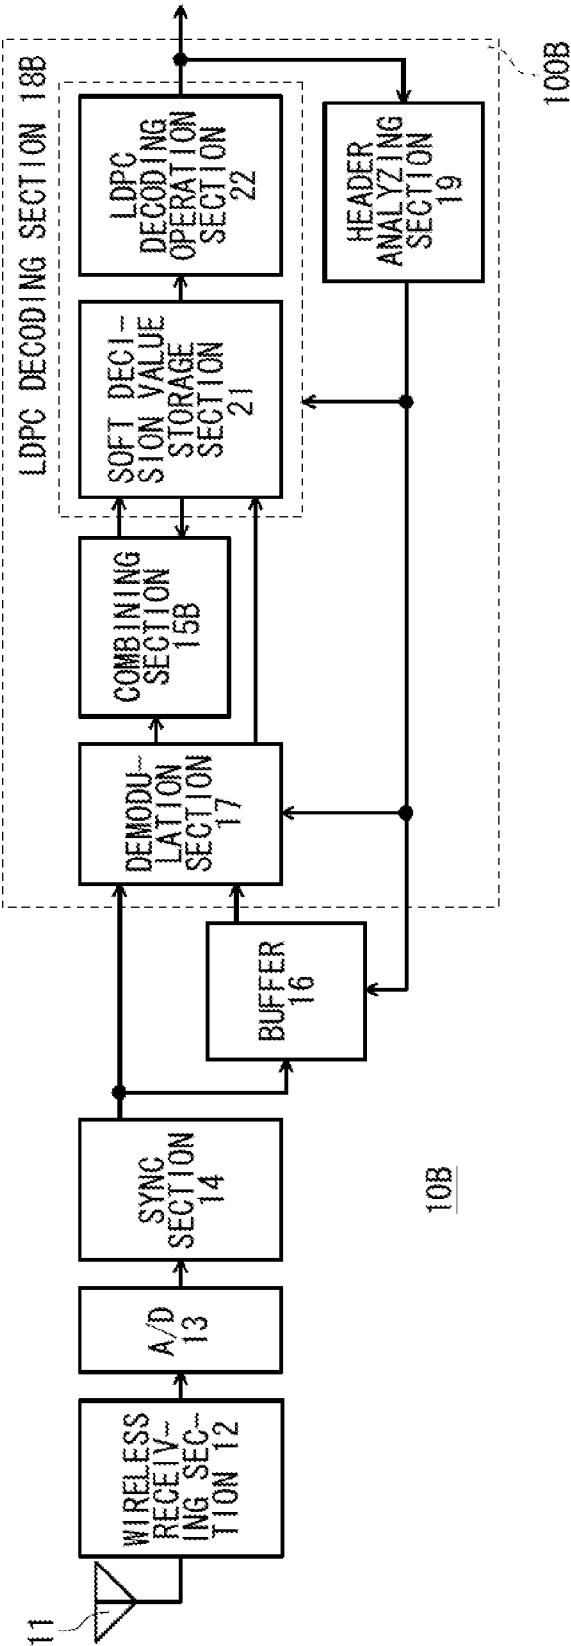 11
WIRELESS
RECEIV-
ING SEC-
TION 12
A/D
13
SYNC
SECTION
14
BUFFER
16
DEMODU-
LATION
SECTION
17
COMBINING
SECTION
15B
LDPC DECODING SECTION 18B
SOFT DECI-
SION VALUE
STORAGE
SECTION
21
LDPC
DECODING
OPERATION
SECTION
22
HEADER
ANALYZING
SECTION
19
100B
10B